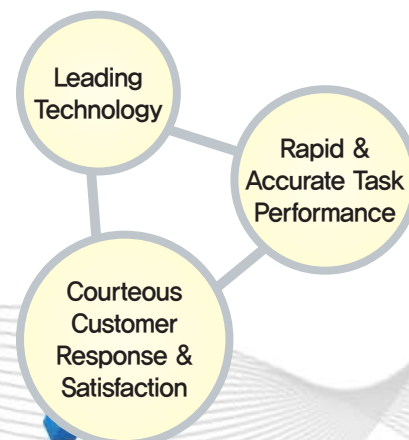 Leading
Technology
Rapid &
Accurate Task
Performance
Courteous
Customer
Response &
Satisfaction